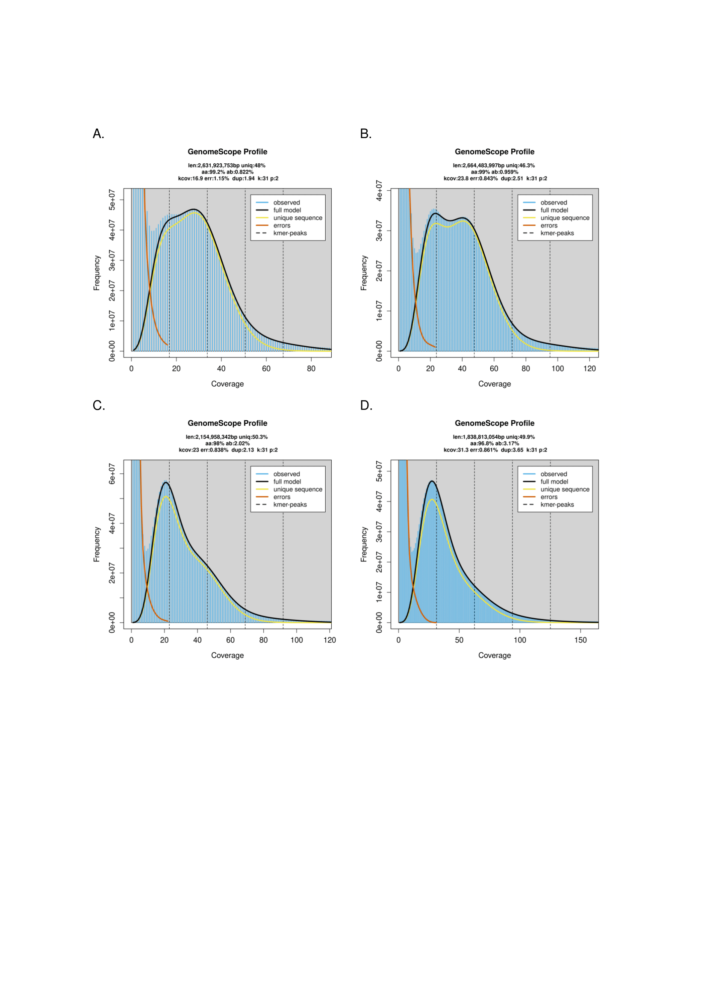 A.
GenomeScope Profile
len:2,631,923,753bp uniq:48%
aa:99.2% ab:0.822%
kcov:16.9 err:1.15%  dup:1.94  k:31 p:2
observed
full model
unique sequence
errors
kmer-peaks
Frequency
0e+00 1e+07 2e+07 3e+07 4e+07 5e+07
0 20 40 60 80
Coverage
B.
GenomeScope Profile
len:2,664,483,997bp uniq:46.3%
aa:99% ab:0.959%
kcov:23.8 err:0.843%  dup:2.51  k:31 p:2
observed
full model
unique sequence
errors
kmer-peaks
Frequency
0e+00 1e+07 2e+07 3e+07 4e+07
0 20 40 60 80 100 120
Coverage
C.
GenomeScope Profile
len:2,154,958,342bp uniq:50.3%
aa:98% ab:2.02%
kcov:23 err:0.838%  dup:2.13  k:31 p:2
observed
full model
unique sequence
errors
kmer-peaks
Frequency
0e+00 2e+07 4e+07 6e+07
0 20 40 60 80 100 120
Coverage
D.
GenomeScope Profile
len:1,838,813,054bp uniq:49.9%
aa:96.8% ab:3.17%
kcov:31.3 err:0.861%  dup:3.65  k:31 p:2
observed
full model
unique sequence
errors
kmer-peaks
Frequency
0e+00 1e+07 2e+07 3e+07 4e+07 5e+07
0 50 100 150
Coverage